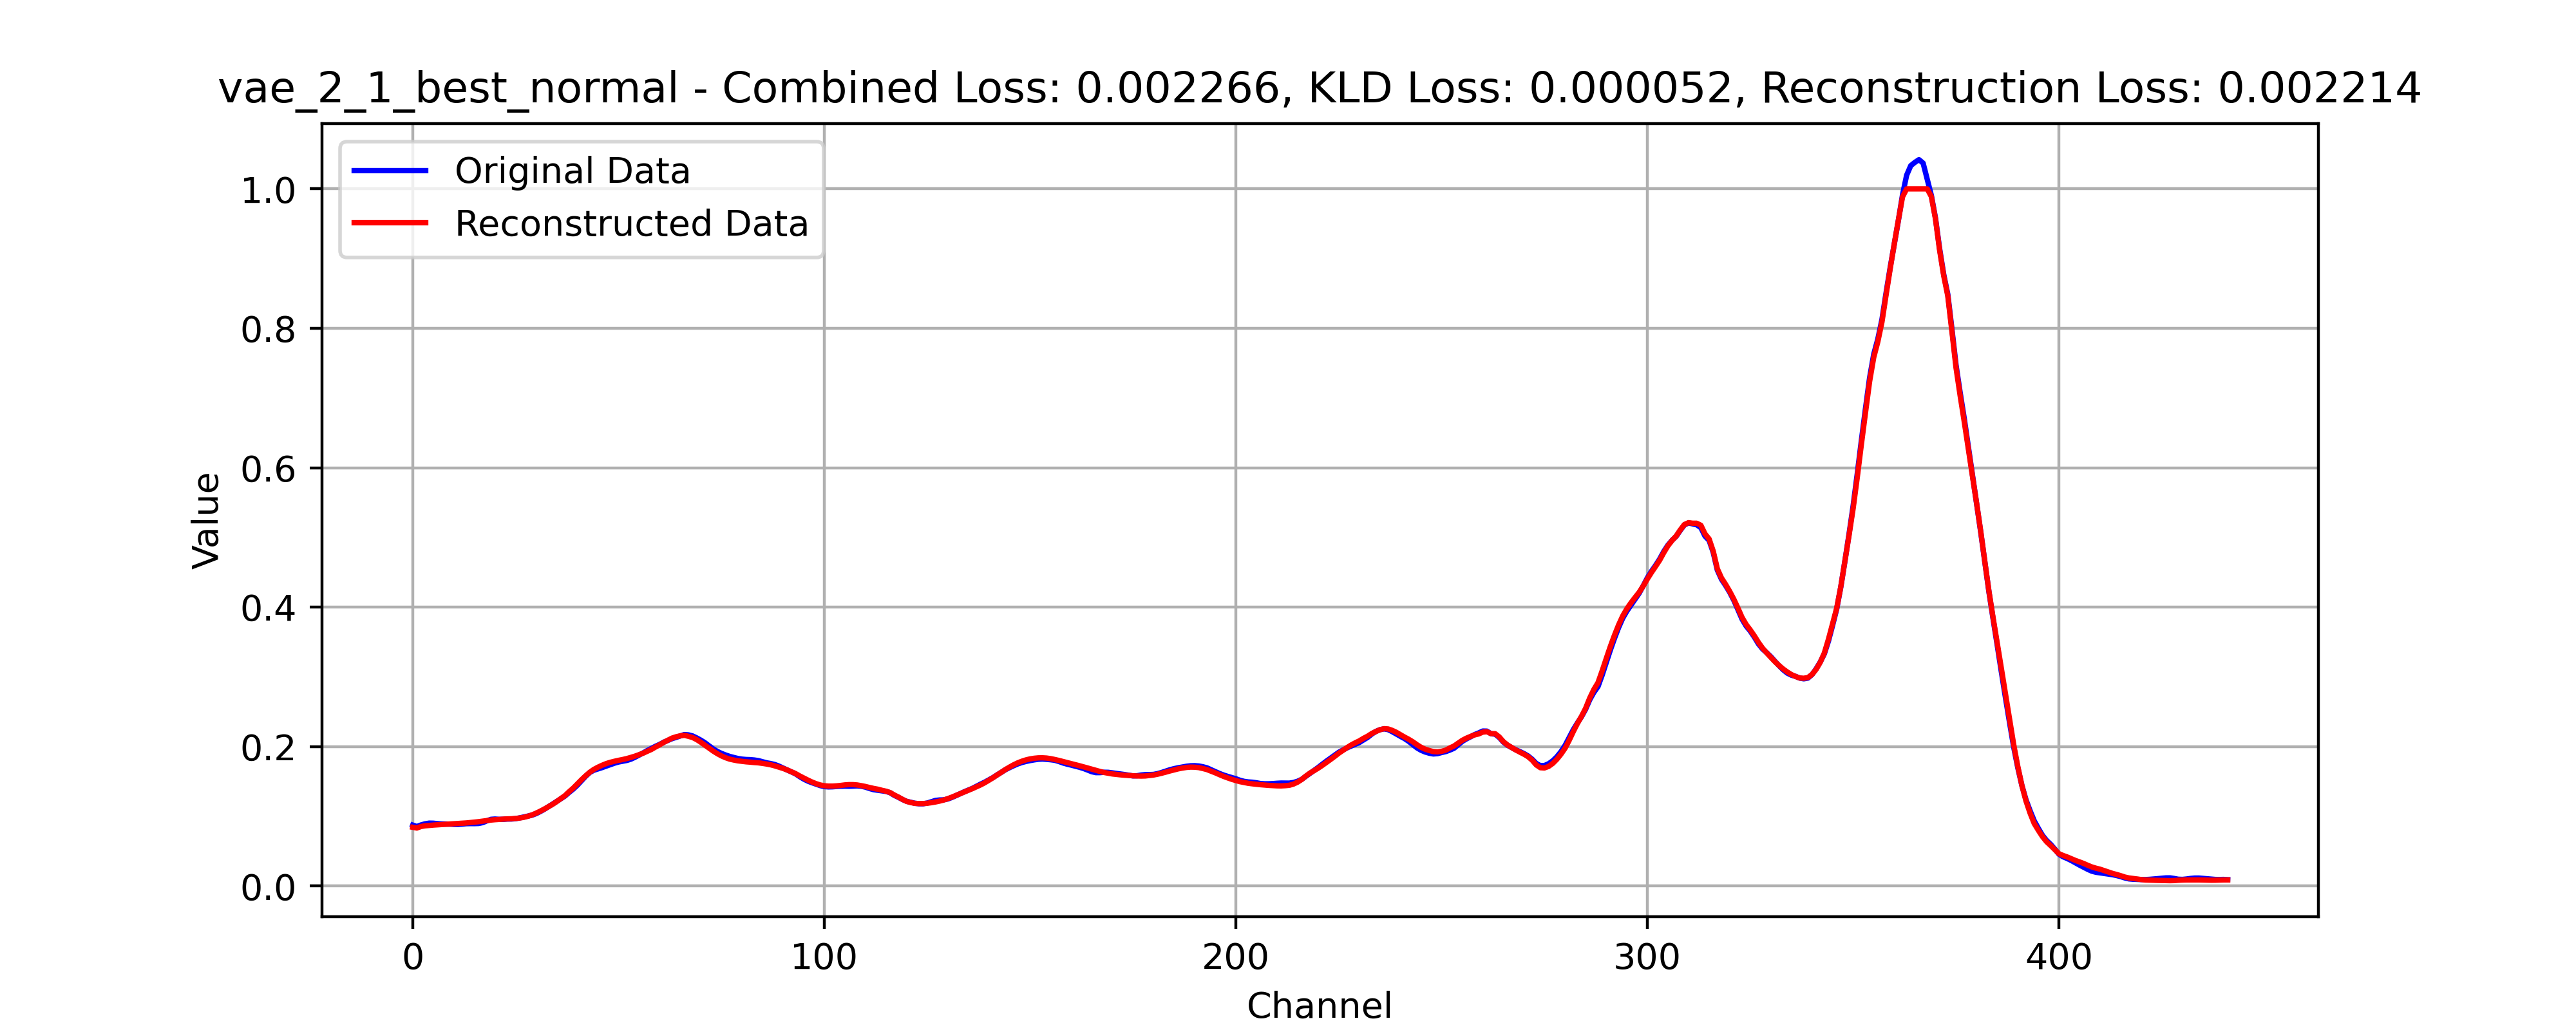 vae_2_1_best_normal - Combined Loss: 0.002266, KLD Loss: 0.000052, Reconstruction Loss: 0.002214
Original Data
Reconstructed Data
1.0
0.8
0.6
0.4
0.2
0.0
Value
0 100 200 300 400
Channel